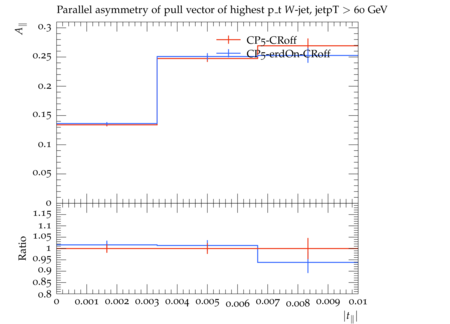 Parallel asymmetry of pull vector of highest p_t W-jet, jetpT > 60 GeV
A∥
0.3
0.25
0.2
0.15
0.1
0.05
0
CP5-CRoff
CP5-erdOn-CRoff
Ratio
1.15
1.1
1.05
1
0.95
0.9
0.85
0.8
0 0.001 0.002 0.003 0.004 0.005 0.006 0.007 0.008 0.009 0.01
|t∥|